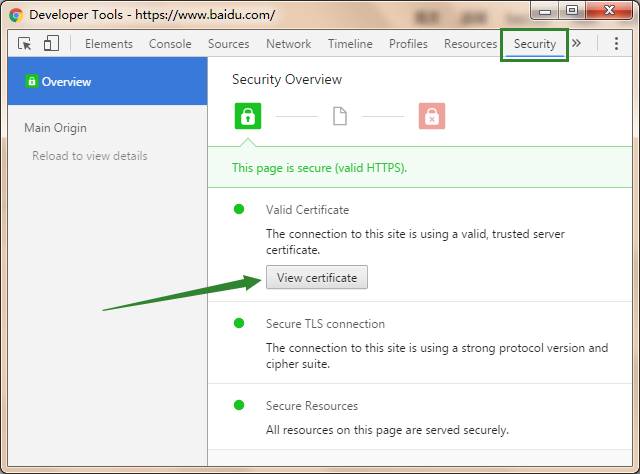 Developer Tools - https://www.baidu.com/
Elements Console Sources Network Timeline Profiles Resources Security »
Overview
Main Origin
Reload to view details
Security Overview
This page is secure (valid HTTPS).
Valid Certificate
The connection to this site is using a valid, trusted server
certificate.
View certificate
Secure TLS connection
The connection to this site is using a strong protocol version and
cipher suite.
Secure Resources
All resources on this page are served securely.